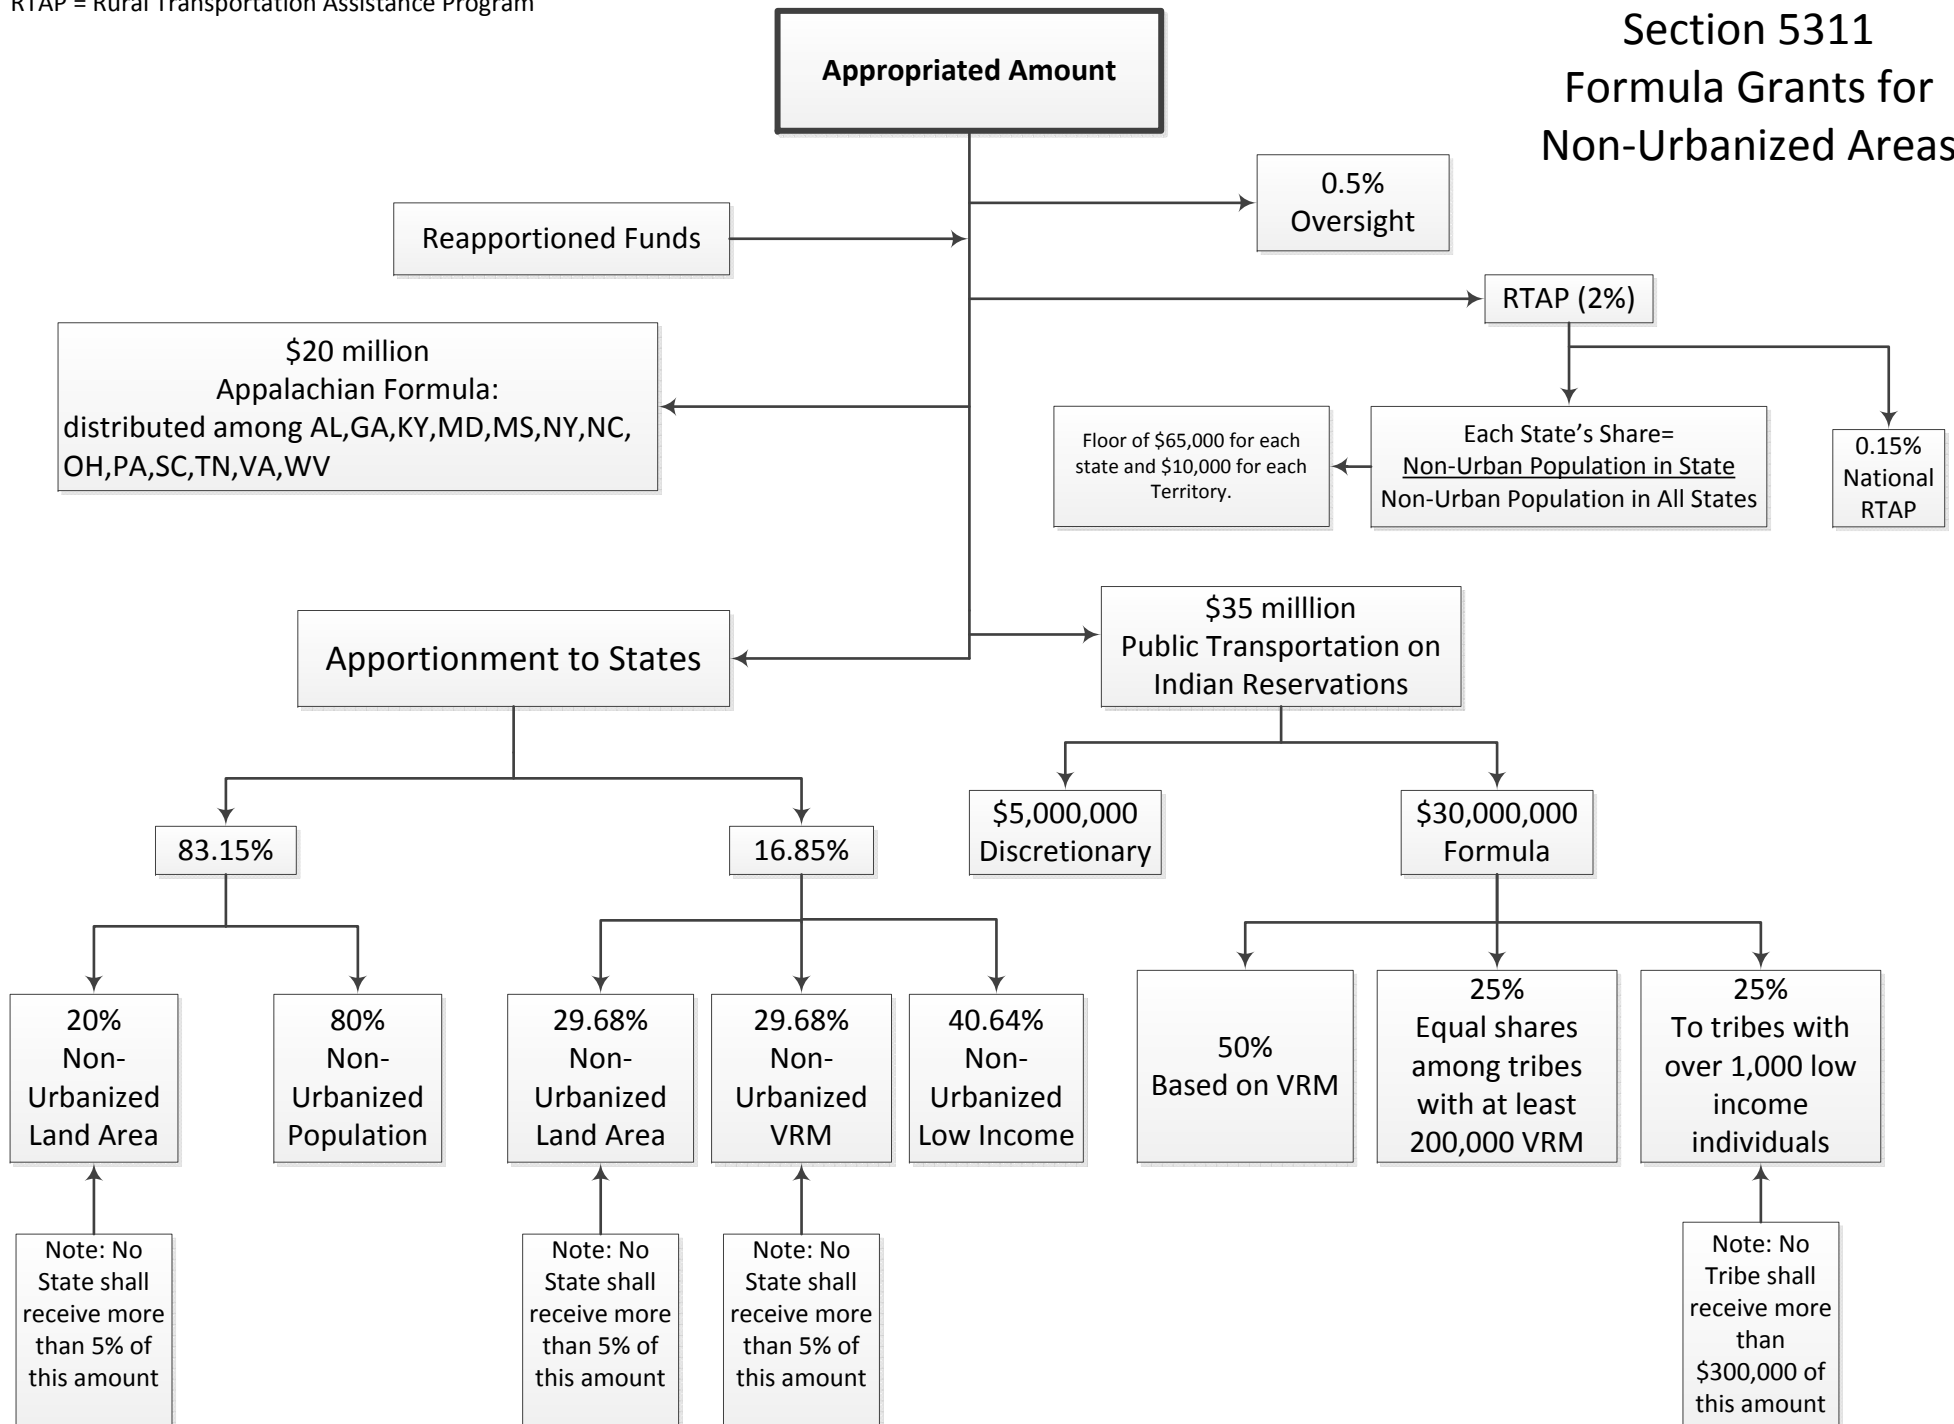 RTAP = Rural Transportation Assistance Program
Section 5311
Formula Grants for
Non-Urbanized Areas
Appropriated Amount
0.5%
Oversight
Reapportioned Funds
RTAP (2%)
$20 million
Appalachian Formula:
distributed among AL,GA,KY,MD,MS,NY,NC,
OH,PA,SC,TN,VA,WV
Floor of $65,000 for each
state and $10,000 for each
Territory.
Each State’s Share=
Non-Urban Population in State
Non-Urban Population in All States
0.15%
National
RTAP
Apportionment to States
$35 milllion
Public Transportation on
Indian Reservations
83.15%
16.85%
$5,000,000
Discretionary
$30,000,000
Formula
20%
Non-
Urbanized
Land Area
80%
Non-
Urbanized
Population
29.68%
Non-
Urbanized
Land Area
29.68%
Non-
Urbanized
VRM
40.64%
Non-
Urbanized
Low Income
50%
Based on VRM
25%
Equal shares
among tribes
with at least
200,000 VRM
25%
To tribes with
over 1,000 low
income
individuals
Note: No
State shall
receive more
than 5% of
this amount
Note: No
State shall
receive more
than 5% of
this amount
Note: No
State shall
receive more
than 5% of
this amount
Note: No
Tribe shall
receive more
than
$300,000 of
this amount